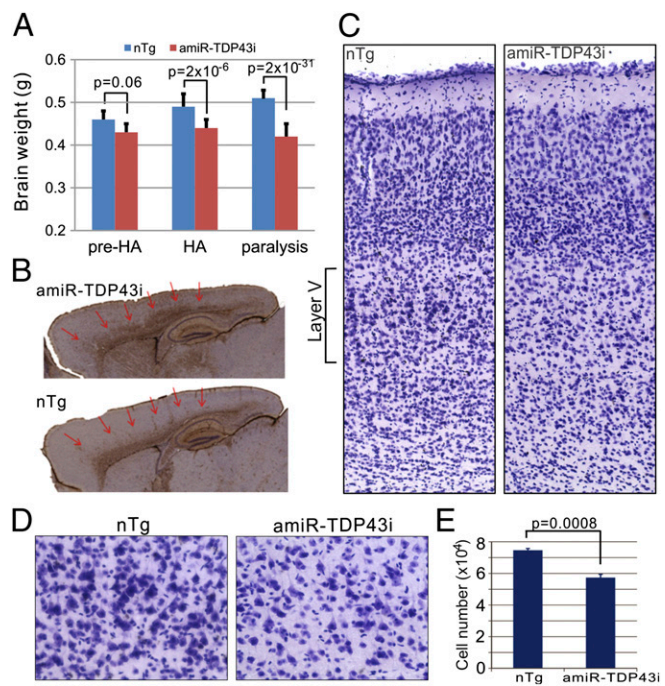 A
nTg amiR-TDP43i
Brain weight (g)
0.6
0.5
0.4
0.3
0.2
p=0.06
p=2x10-6
p=2x10-31
pre-HA HA paralysis
B
amiR-TDP43i
nTg
C
nTg amiR-TDP43i
Layer V
D
nTg amiR-TDP43i
E
p=0.0008
Cell number (x10⁴)
8
6
4
2
0
nTg amiR-TDP43i